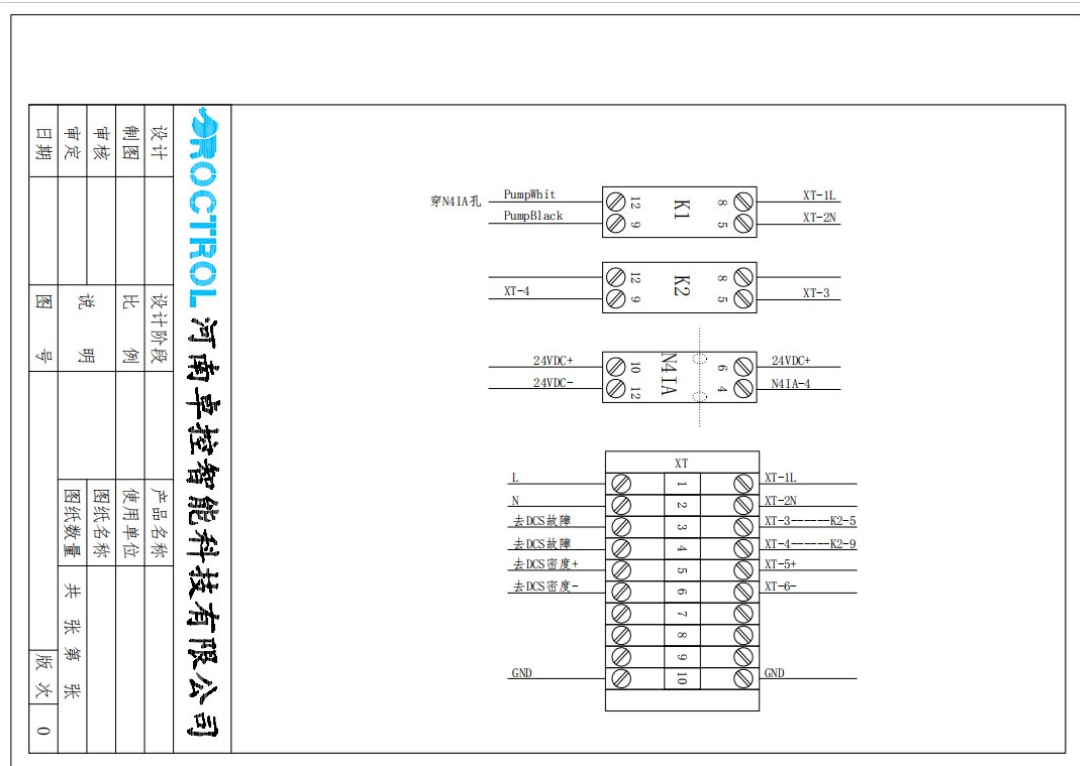 ZROCTROL 河南卓控智能科技有限公司
设计
制图
审核
审定
日期
设计阶段
比 例
说 明
图 号
产品名称
使用单位
图纸名称
图纸数量
共 张 第 张
版 次
0
穿N4IA孔 PumpWhit 12 K1 8 XT-1L
PumpBlack 9 5 XT-2N
12 K2 8
XT-4 9 5 XT-3
24VDC+ 10 N4IA 6 24VDC+
24VDC- 12 4 N4IA-4
XT
L 1 XT-1L
N 2 XT-2N
去DCS故障 3 XT-3------K2-5
去DCS故障 4 XT-4------K2-9
去DCS密度+ 5 XT-5+
去DCS密度- 6 XT-6-
7
8
9
GND 10 GND